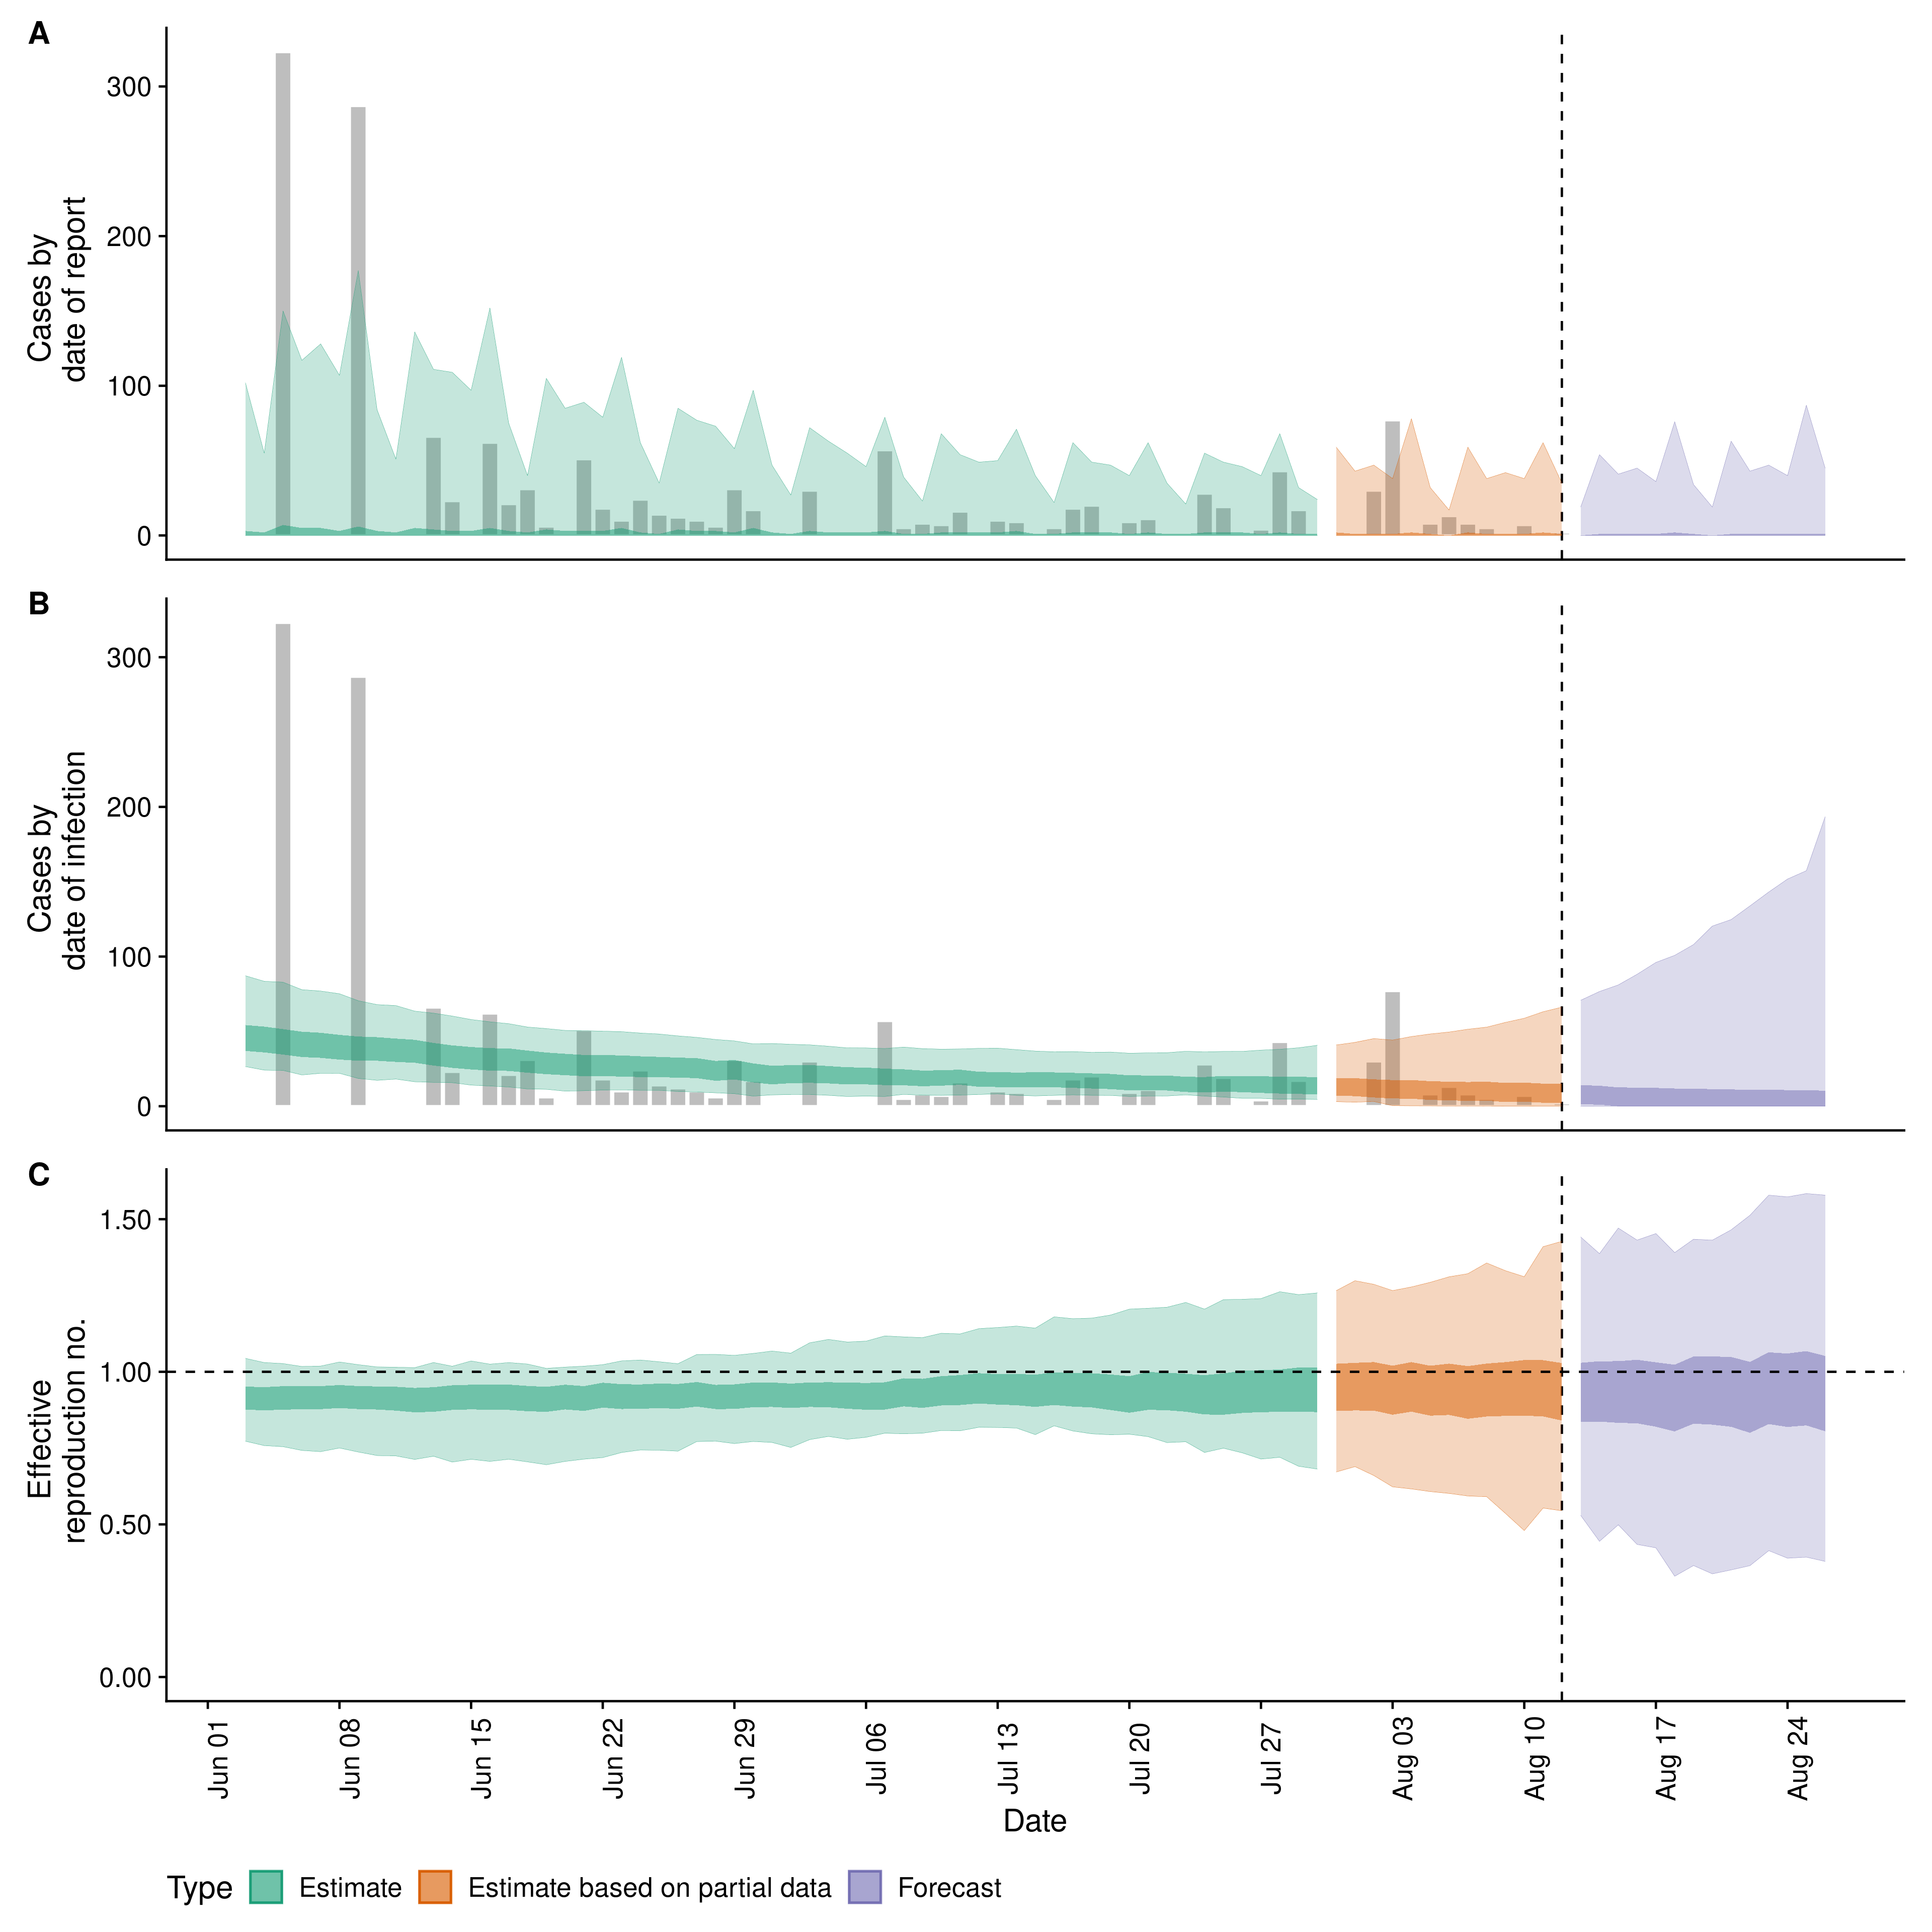 A
Cases by
date of report
300
200
100
0
B
Cases by
date of infection
300
200
100
0
C
Effective
reproduction no.
1.50
1.00
0.50
0.00
Jun 01
Jun 08
Jun 15
Jun 22
Jun 29
Jul 06
Jul 13
Jul 20
Jul 27
Aug 03
Aug 10
Aug 17
Aug 24
Date
Type Estimate Estimate based on partial data Forecast